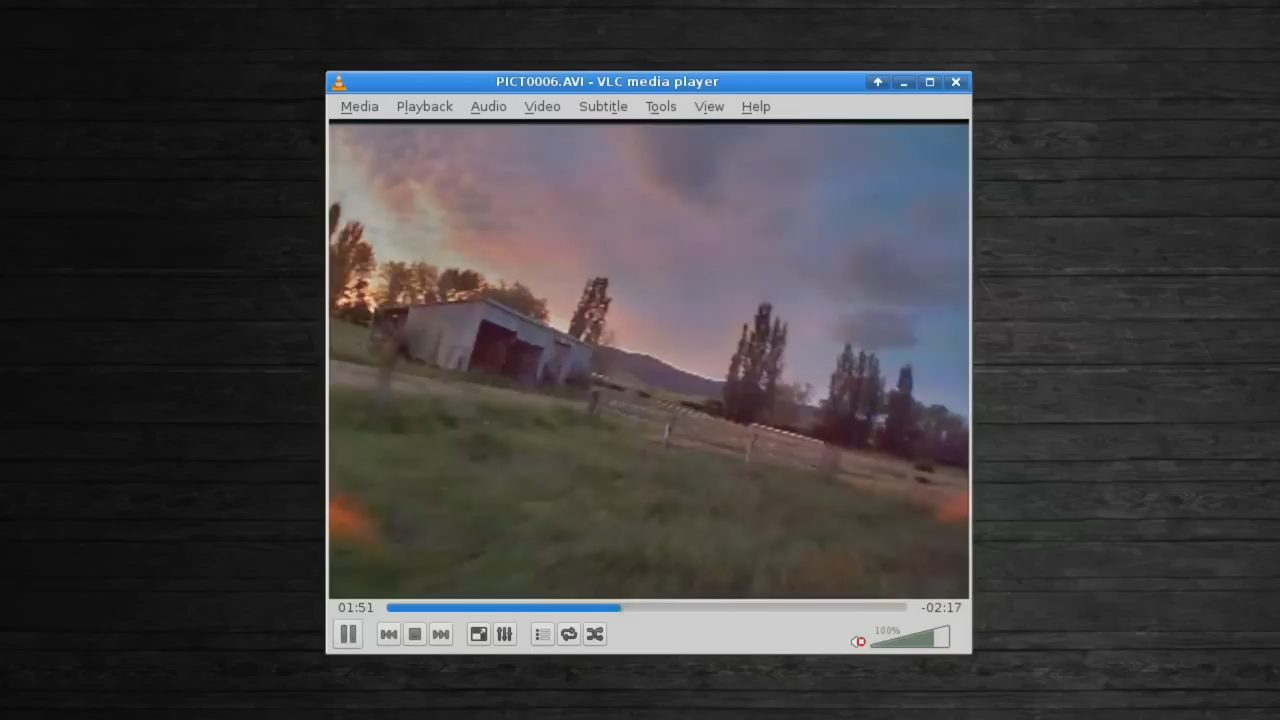 PICT0006.AVI - VLC media player
Media Playback Audio Video Subtitle Tools View Help
01:51 -02:17
100%